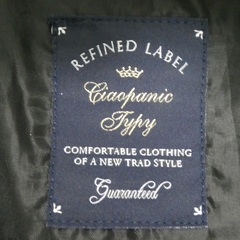 REFINED LABEL
Ciaopanic
Typy
COMFORTABLE CLOTHING
OF A NEW TRAD STYLE
Guaranteed